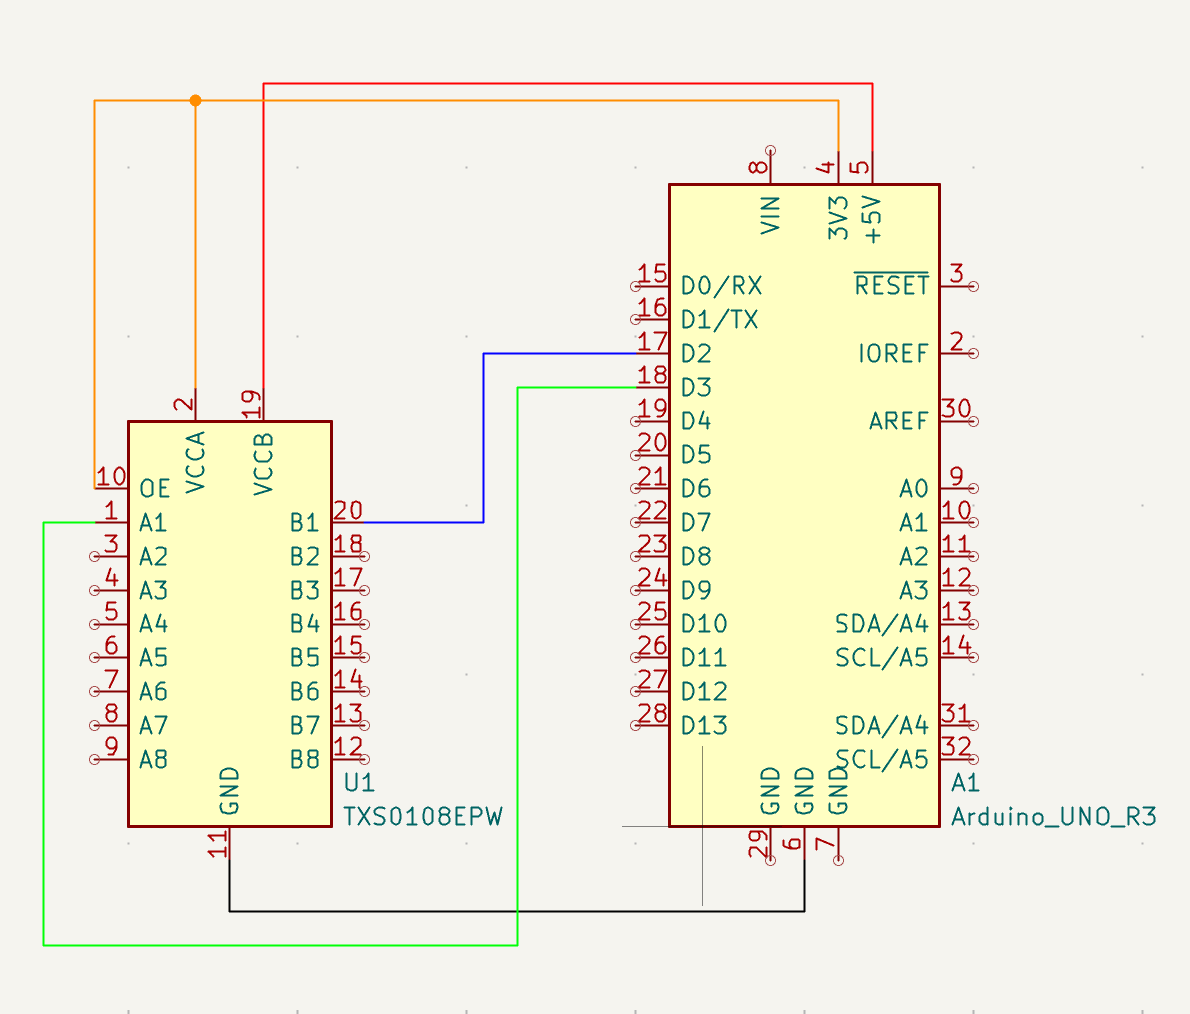 8
VIN
4
3V3
5
+5V
15 D0/RX
RESET 3
16 D1/TX
17 D2
IOREF 2
18 D3
19 D4
AREF 30
20 D5
21 D6
A0 9
22 D7
A1 10
23 D8
A2 11
24 D9
A3 12
25 D10
SDA/A4 13
26 D11
SCL/A5 14
27 D12
28 D13
SDA/A4 31
SCL/A5 32
GND
29
GND
6
GND
7
A1
Arduino_UNO_R3
2
VCCA
19
VCCB
10 OE
1 A1
B1 20
3 A2
B2 18
4 A3
B3 17
5 A4
B4 16
6 A5
B5 15
7 A6
B6 14
8 A7
B7 13
9 A8
B8 12
GND
11
U1
TXS0108EPW